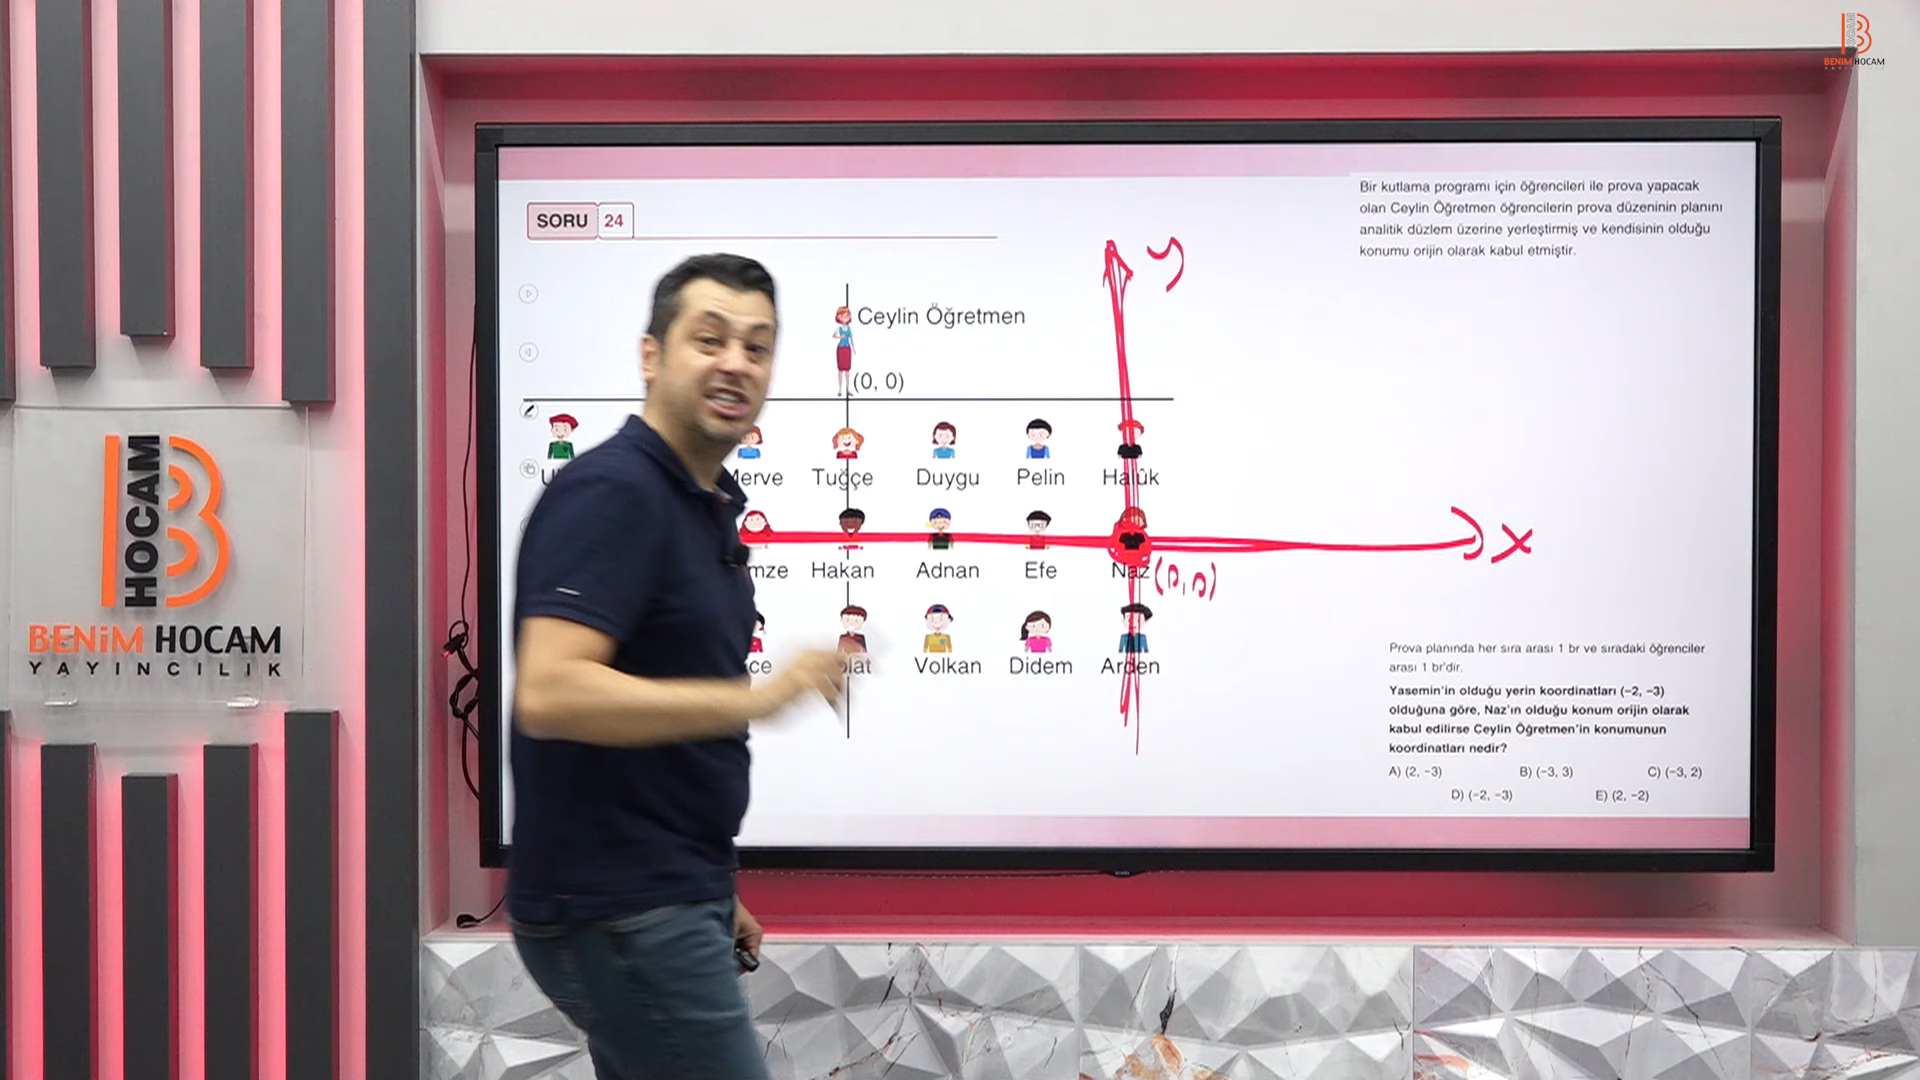 HOCAM
BENiM HOCAM
YAYINCILIK
HOCAM
BENiM HOCAM
YAYINCILIK
SORU 24
Ceylin Öğretmen
(0, 0)
y
Tuğçe Duygu Pelin Halûk
Hakan Adnan Efe Naz
(0,0)
x
Volkan Didem Arden
Bir kutlama programı için öğrencileri ile prova yapacak
olan Ceylin Öğretmen öğrencilerin prova düzeninin planını
analitik düzlem üzerine yerleştirmiş ve kendisinin olduğu
konumu orijin olarak kabul etmiştir.
Prova planında her sıra arası 1 br ve sıradaki öğrenciler
arası 1 br'dir.
Yasemin'in olduğu yerin koordinatları (−2, −3)
olduğuna göre, Naz'ın olduğu konum orijin olarak
kabul edilirse Ceylin Öğretmen'in konumunun
koordinatları nedir?
A) (2, −3) B) (−3, 3) C) (−3, 2)
D) (−2, −3) E) (2, −2)